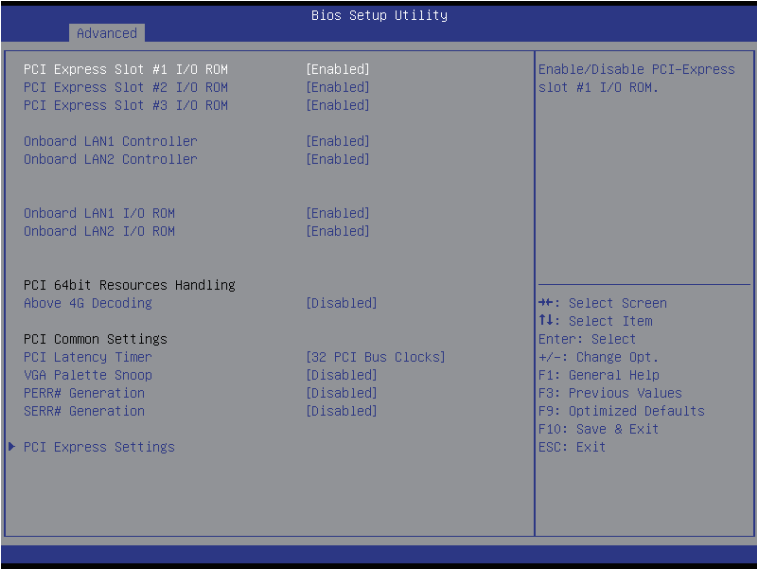 Bios Setup Utility
Advanced
PCI Express Slot #1 I/O ROM [Enabled]
PCI Express Slot #2 I/O ROM [Enabled]
PCI Express Slot #3 I/O ROM [Enabled]
Onboard LAN1 Controller [Enabled]
Onboard LAN2 Controller [Enabled]
Onboard LAN1 I/O ROM [Enabled]
Onboard LAN2 I/O ROM [Enabled]
PCI 64bit Resources Handling
Above 4G Decoding [Disabled]
PCI Common Settings
PCI Latency Timer [32 PCI Bus Clocks]
VGA Palette Snoop [Disabled]
PERR# Generation [Disabled]
SERR# Generation [Disabled]
PCI Express Settings
Enable/Disable PCI-Express
slot #1 I/O ROM.
→←: Select Screen
↑↓: Select Item
Enter: Select
+/-: Change Opt.
F1: General Help
F3: Previous Values
F9: Optimized Defaults
F10: Save & Exit
ESC: Exit